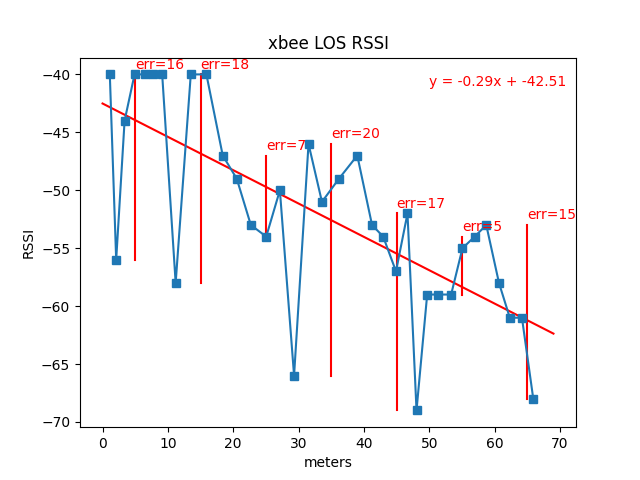 xbee LOS RSSI
err=16
err=18
y = -0.29x + -42.51
err=7
err=20
err=17
err=5
err=15
RSSI
−40
−45
−50
−55
−60
−65
−70
0 10 20 30 40 50 60 70
meters